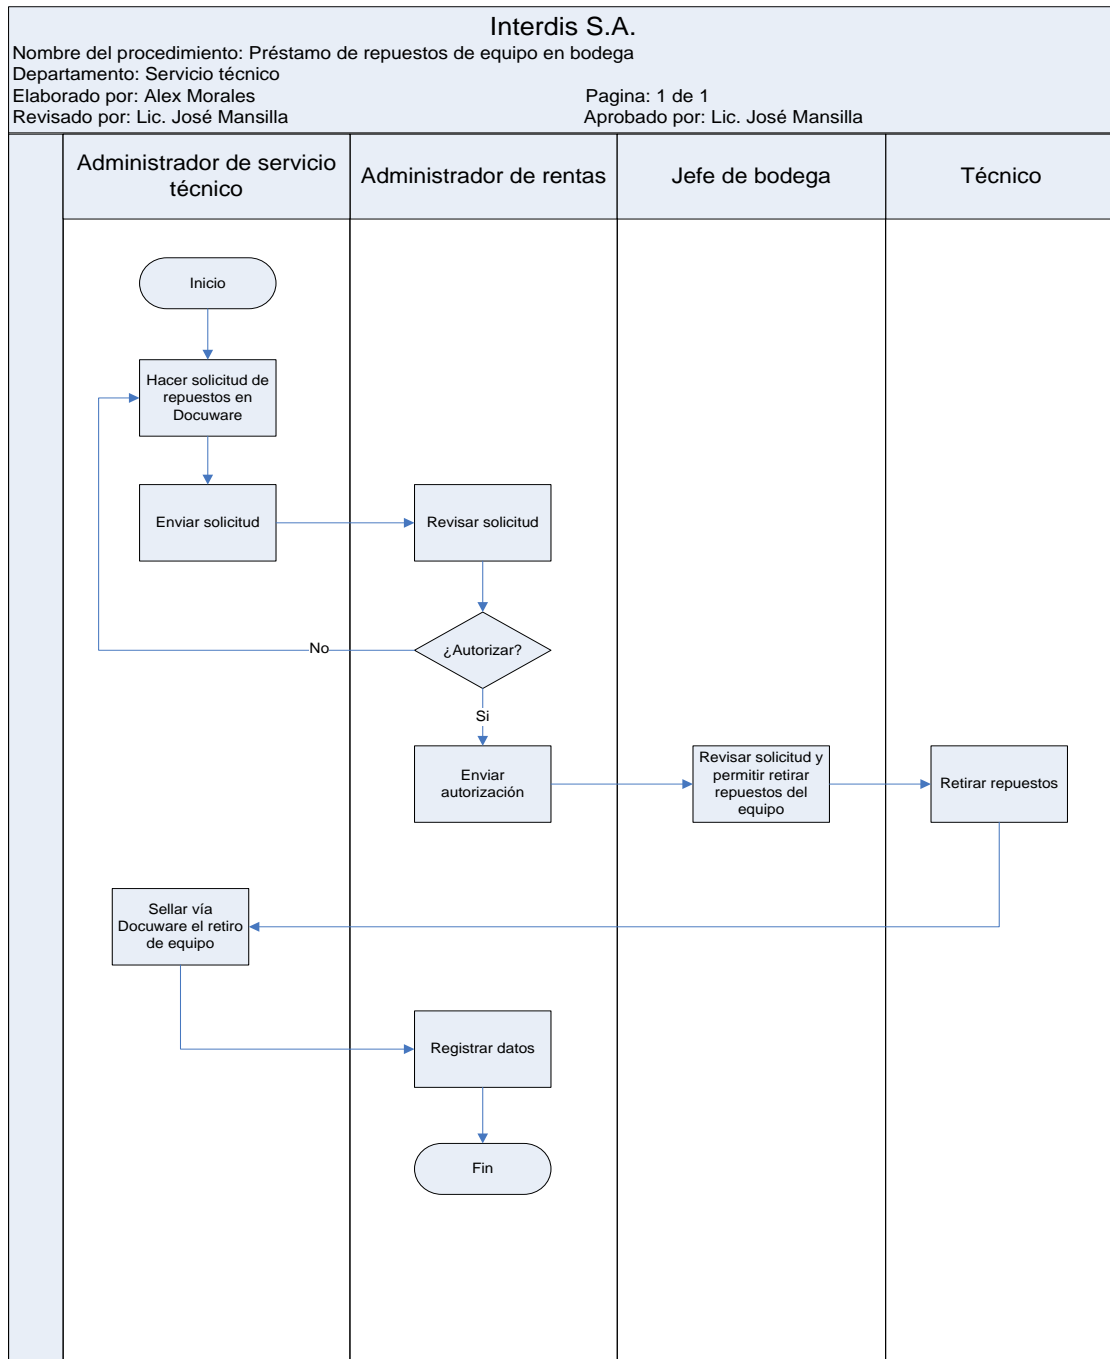 Interdis S.A.
Nombre del procedimiento: Préstamo de repuestos de equipo en bodega
Departamento: Servicio técnico
Elaborado por: Alex Morales
Pagina: 1 de 1
Revisado por: Lic. José Mansilla
Aprobado por: Lic. José Mansilla
Administrador de servicio
técnico
Administrador de rentas
Jefe de bodega
Técnico
Inicio
Hacer solicitud de
repuestos en
Docuware
Enviar solicitud
Revisar solicitud
¿Autorizar?
No
Si
Enviar
autorización
Revisar solicitud y
permitir retirar
repuestos del
equipo
Retirar repuestos
Sellar vía
Docuware el retiro
de equipo
Registrar datos
Fin